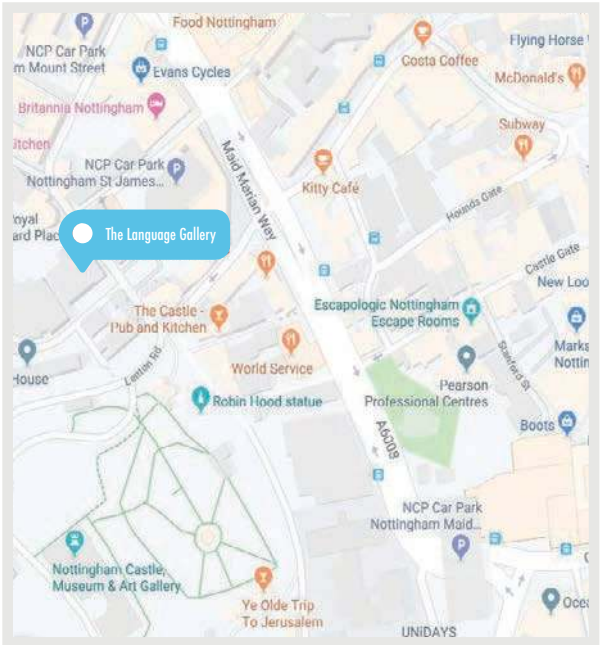 Food Nottingham
NCP Car Park
m Mount Street
Evans Cycles
Costa Coffee
Flying Horse
McDonald's
Britannia Nottingham
Subway
itchen
NCP Car Park
Nottingham St James...
Maid Marian Way
Kitty Café
Hounds Gate
oyal
ard Plac
The Language Gallery
Castle Gate
New Loo
The Castle -
Pub and Kitchen
Escapologic Nottingham
Escape Rooms
Marks
Nottin
House
Lenton Rd
World Service
Stanford St
Pearson
Professional Centres
Robin Hood statue
Boots
A6008
NCP Car Park
Nottingham Maid...
Nottingham Castle,
Museum & Art Gallery
Ye Olde Trip
To Jerusalem
Ocea
UNiDAYS